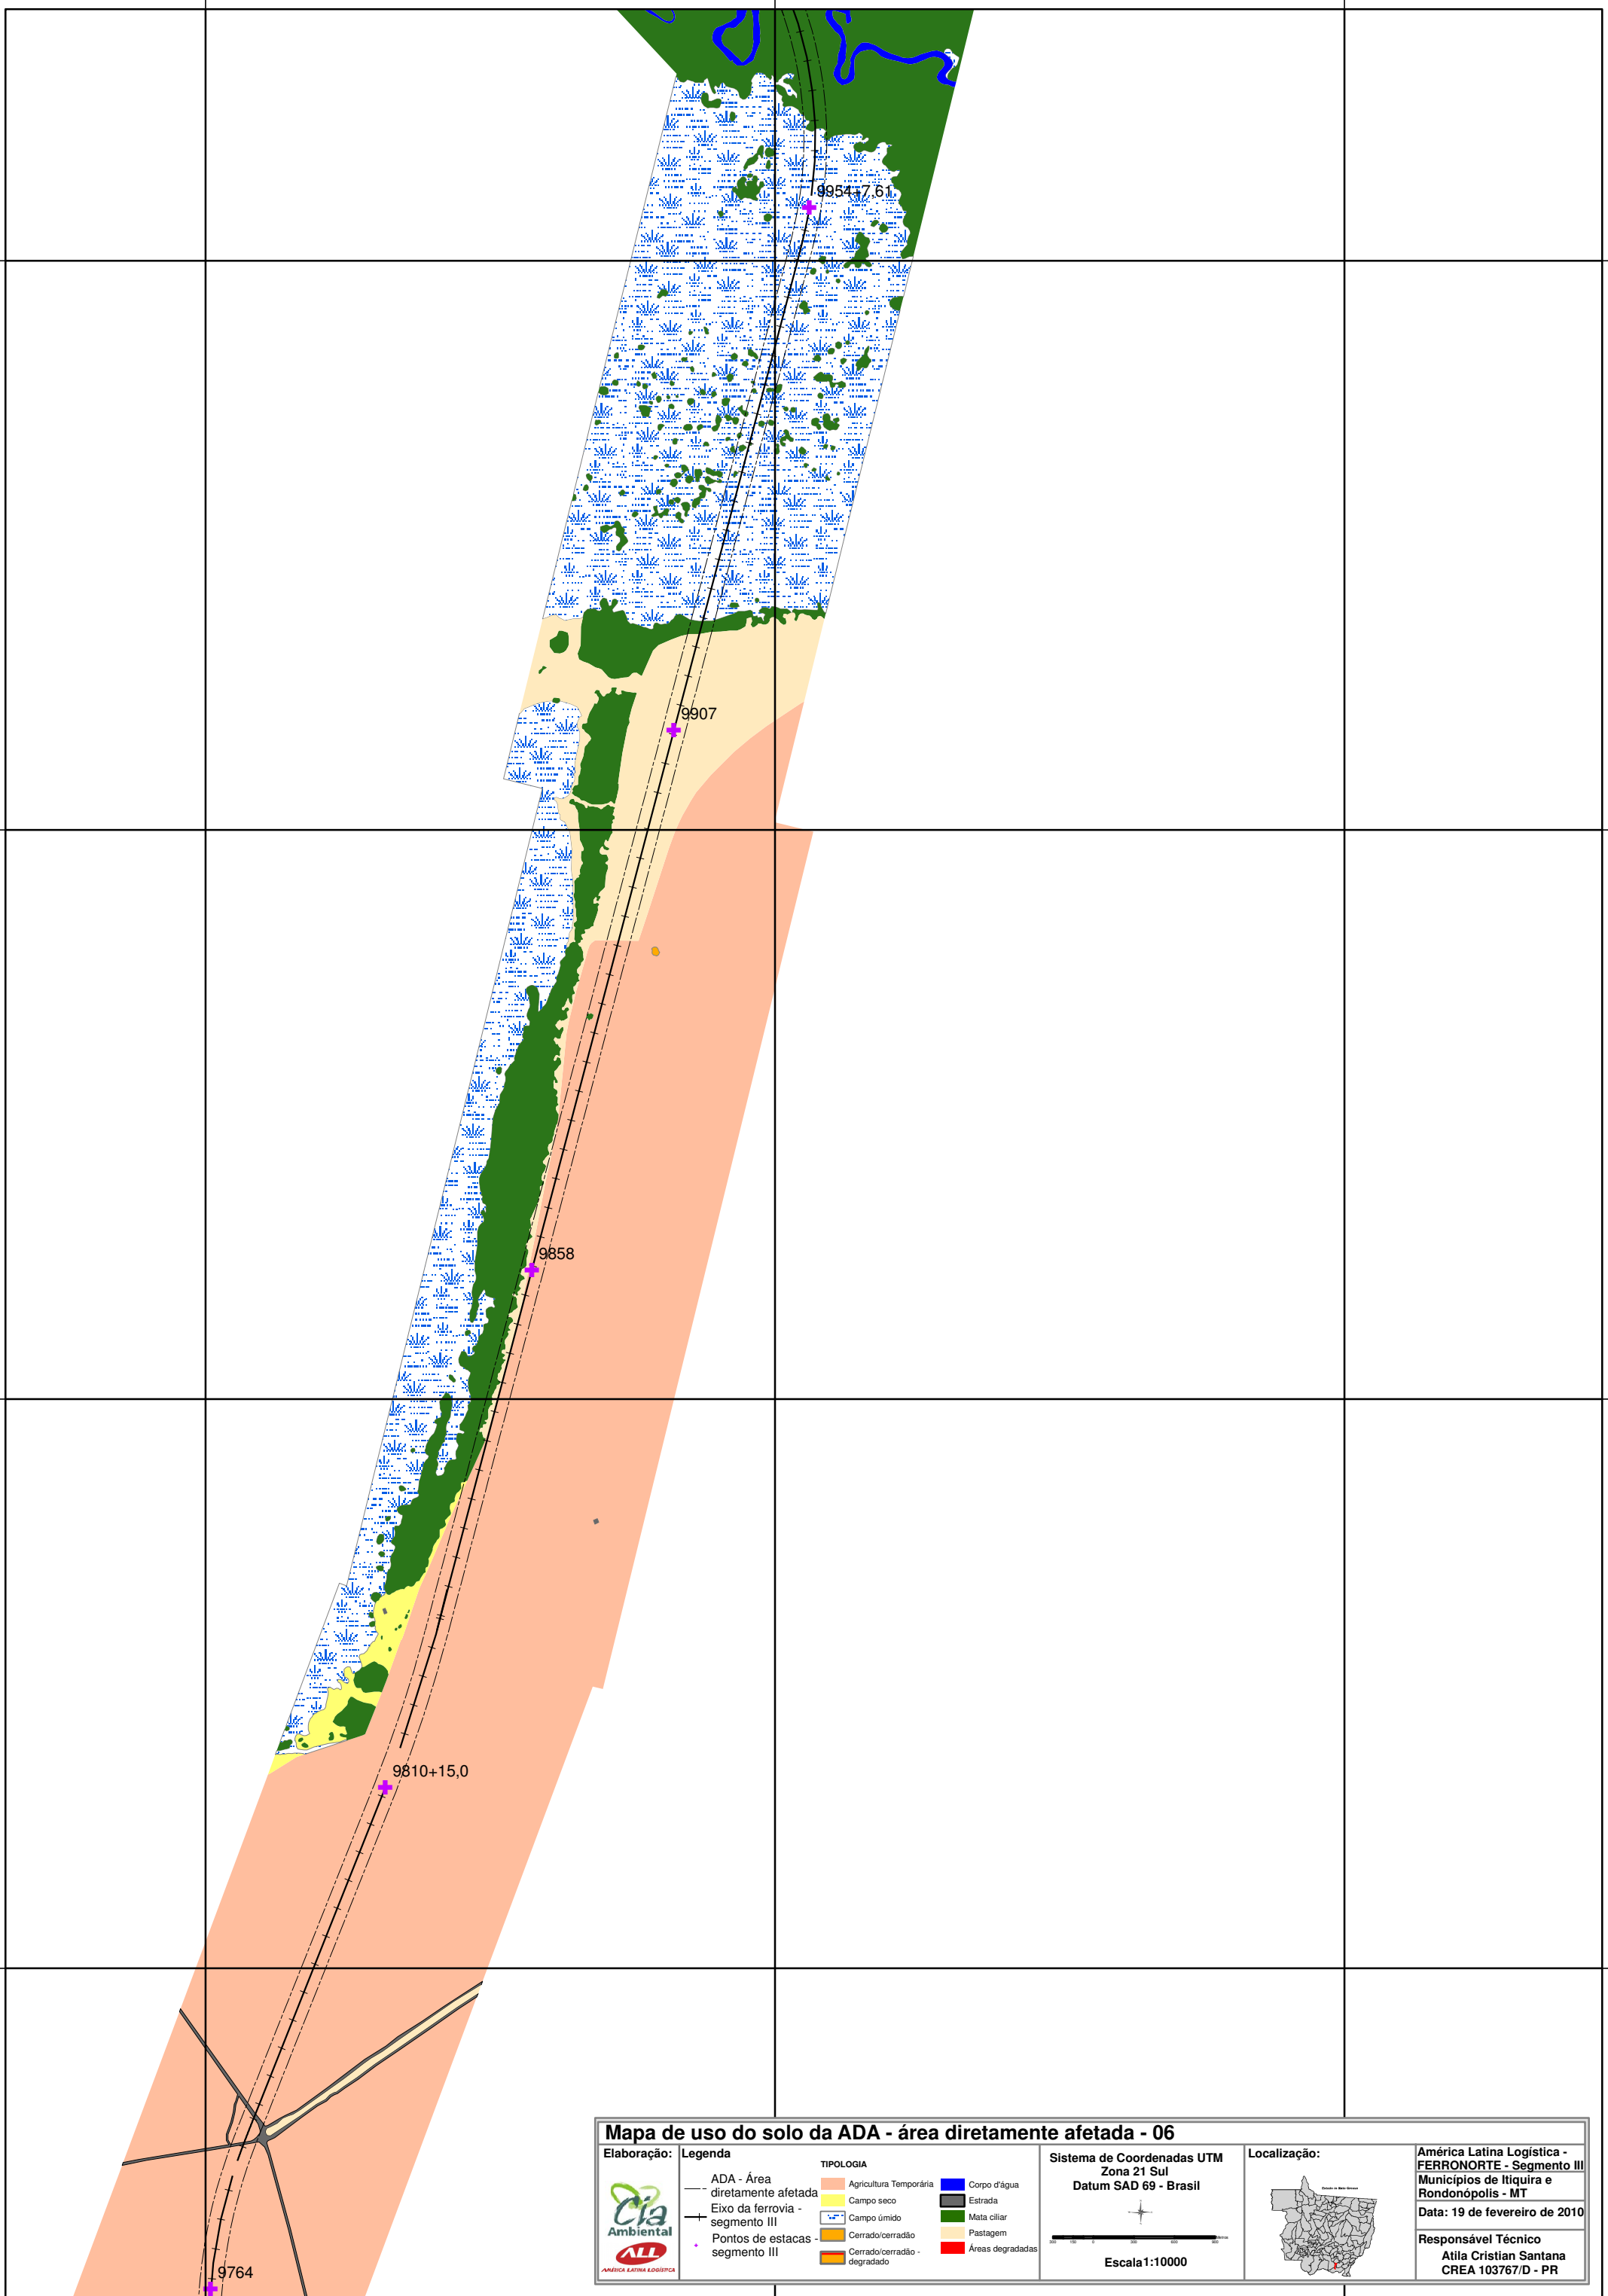 9954+7,61
9907
9858
9810+15,0
9764
Mapa de uso do solo da ADA - área diretamente afetada - 06
Elaboração:
Cia
Ambiental
ALL
AMÉRICA LATINA LOGÍSTICA
Legenda
ADA - Área
diretamente afetada
Eixo da ferrovia -
segmento III
Pontos de estacas -
segmento III
TIPOLOGIA
Agricultura Temporária
Campo seco
Campo úmido
Cerrado/cerradão
Cerrado/cerradão -
degradado
Corpo d'água
Estrada
Mata ciliar
Pastagem
Áreas degradadas
Sistema de Coordenadas UTM
Zona 21 Sul
Datum SAD 69 - Brasil
Escala1:10000
Localização:
América Latina Logística -
FERRONORTE - Segmento III
Municípios de Itiquira e
Rondonópolis - MT
Data: 19 de fevereiro de 2010
Responsável Técnico
Atila Cristian Santana
CREA 103767/D - PR